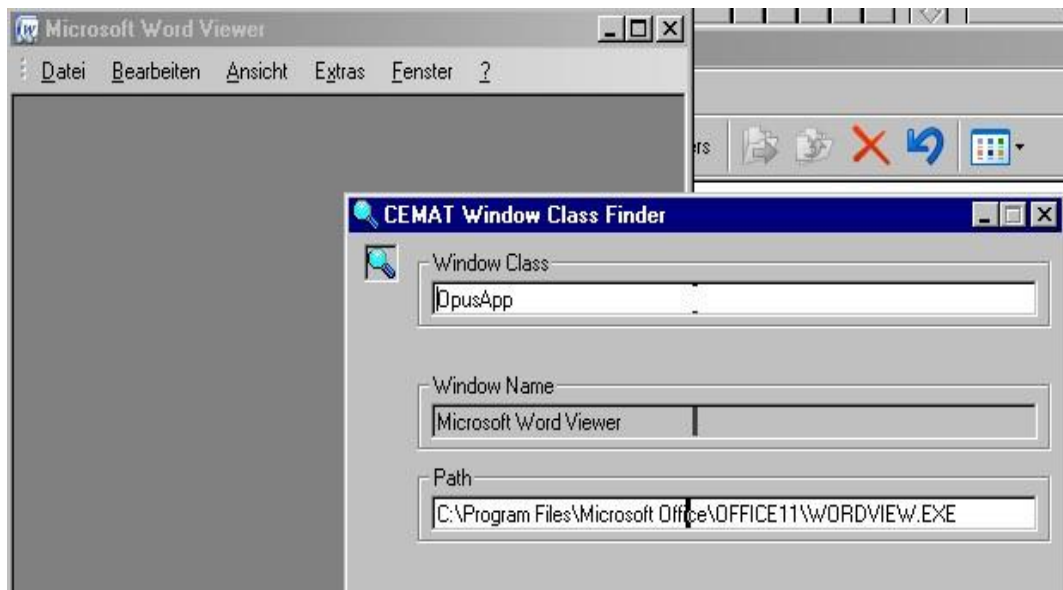 Microsoft Word Viewer
Datei Bearbeiten Ansicht Extras Fenster ?
ers
CEMAT Window Class Finder
Window Class
OpusApp
Window Name
Microsoft Word Viewer
Path
C:\Program Files\Microsoft Office\OFFICE11\WORDVIEW.EXE